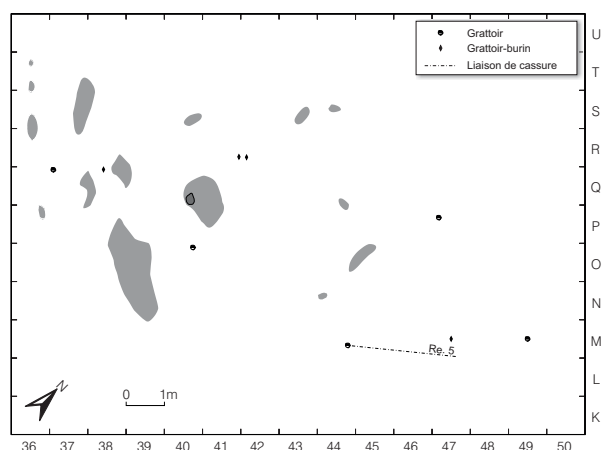 Grattoir
Grattoir-burin
Liaison de cassure
U
T
S
R
Q
P
O
N
M
L
K
Re. 5
N
0 1m
36 37 38 39 40 41 42 43 44 45 46 47 48 49 50